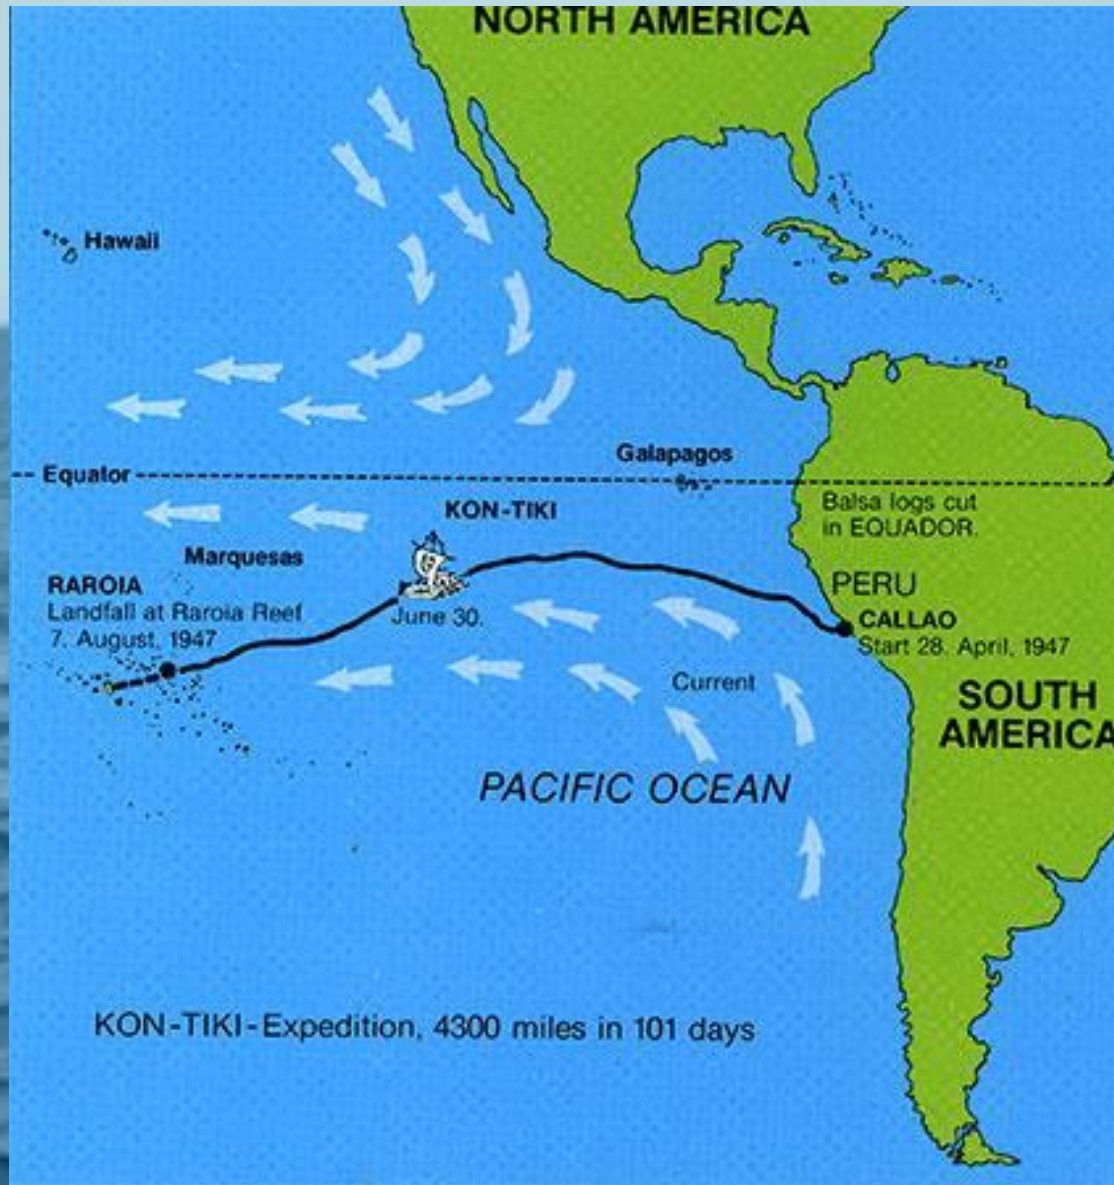 NORTH AMERICA
Hawaii
Galapagos
Equator
Balsa logs cut
in EQUADOR.
KON-TIKI
Marquesas
RAROIA
Landfall at Raroia Reef
7. August, 1947
June 30.
PERU
CALLAO
Start 28. April, 1947
Current
SOUTH
AMERICA
PACIFIC OCEAN
KON-TIKI-Expedition, 4300 miles in 101 days